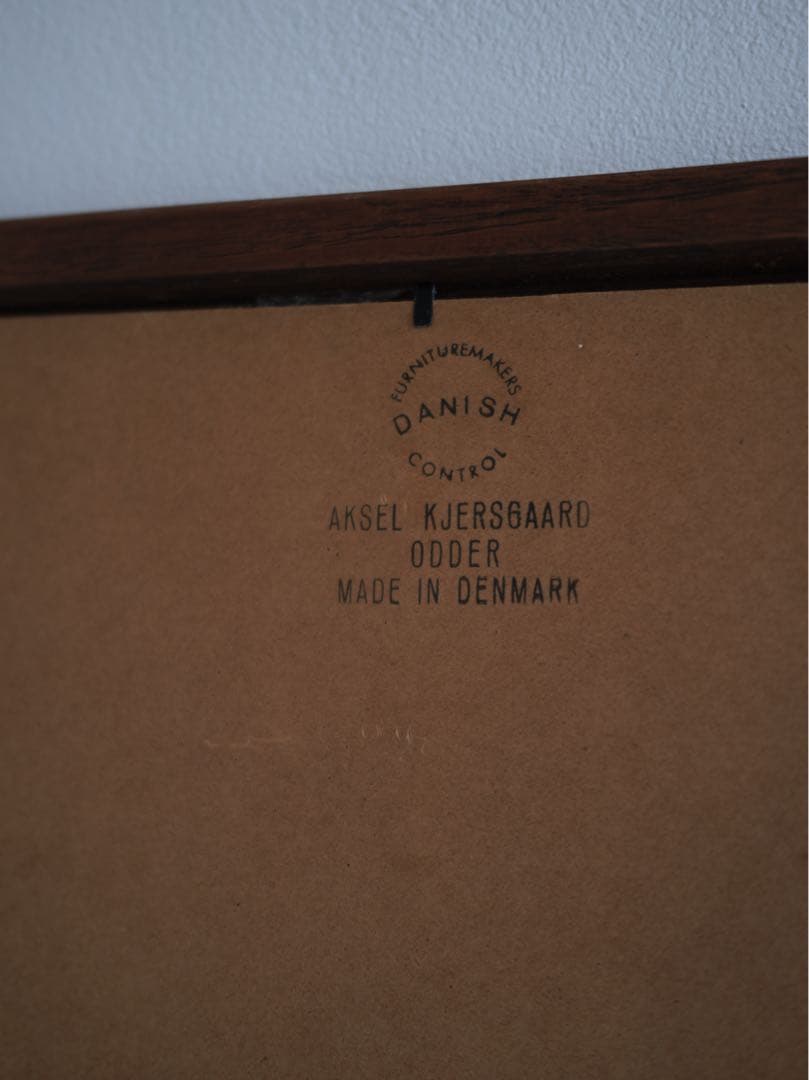 FURNITUREMAKERS
DANISH
CONTROL
AKSEL KJERSGAARD
ODDER
MADE IN DENMARK